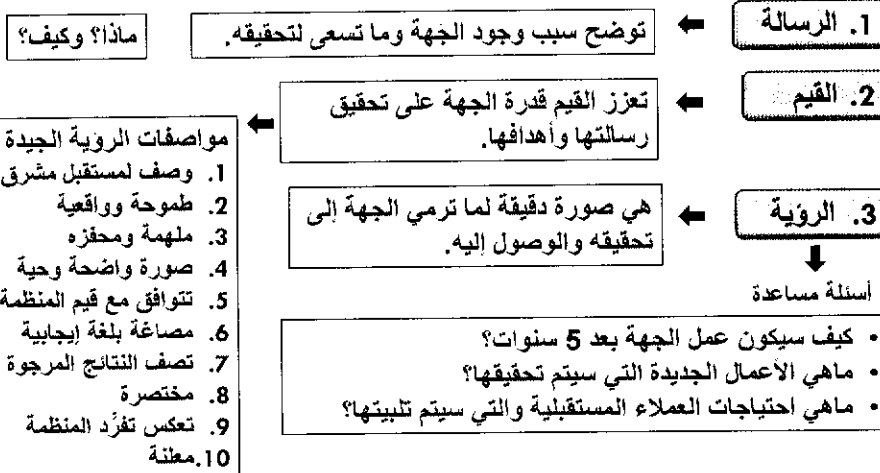 1. الرسالة
توضح سبب وجود الجهة وما تسعى لتحقيقه.
ماذا؟ وكيف؟
2. القيم
تعزز القيم قدرة الجهة على تحقيق
رسالتها وأهدافها.
3. الرؤية
هي صورة دقيقة لما ترمي الجهة إلى
تحقيقه والوصول إليه.
أسئلة مساعدة
• كيف سيكون عمل الجهة بعد 5 سنوات؟
• ماهي الأعمال الجديدة التي سيتم تحقيقها؟
• ماهي احتياجات العملاء المستقبلية والتي سيتم تلبيتها؟
مواصفات الرؤية الجيدة
1. وصف لمستقبل مشرق
2. طموحة وواقعية
3. ملهمة ومحفزه
4. صورة واضحة وحية
5. تتوافق مع قيم المنظمة
6. مصاغة بلغة إيجابية
7. تصف النتائج المرجوة
8. مختصرة
9. تعكس تفرَّد المنظمة
10.معلنة